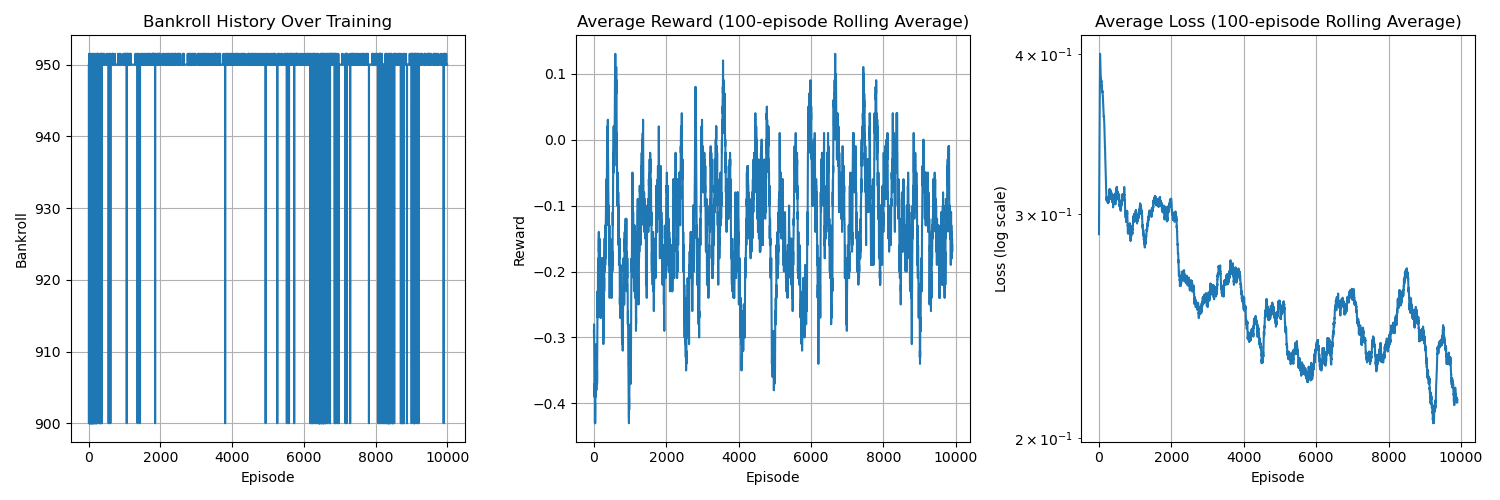 Bankroll History Over Training
950
940
930
920
910
900
Bankroll
0
2000
4000
6000
8000
10000
Episode
Average Reward (100-episode Rolling Average)
0.1
0.0
−0.1
−0.2
−0.3
−0.4
Reward
0
2000
4000
6000
8000
10000
Episode
Average Loss (100-episode Rolling Average)
4 × 10⁻¹
3 × 10⁻¹
2 × 10⁻¹
Loss (log scale)
0
2000
4000
6000
8000
10000
Episode